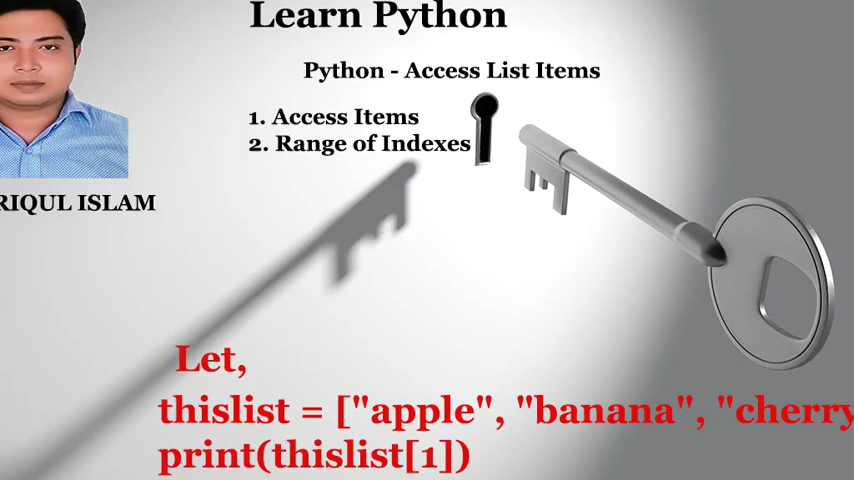 Learn Python
Python - Access List Items
1. Access Items
2. Range of Indexes
RIQUL ISLAM
Let,
thislist = ["apple", "banana", "cherry
print(thislist[1])